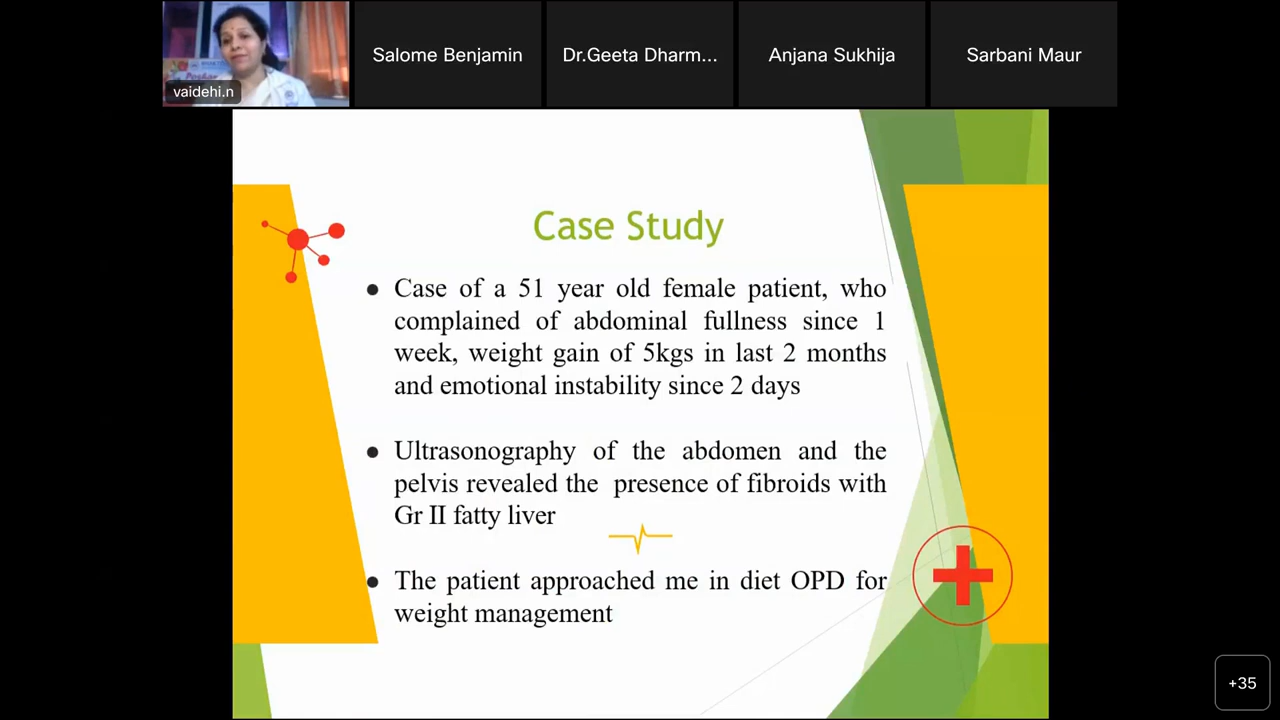 Salome Benjamin
Dr.Geeta Dharm...
Anjana Sukhija
Sarbani Maur
vaidehi.n
Case Study
● Case of a 51 year old female patient, who
complained of abdominal fullness since 1
week, weight gain of 5kgs in last 2 months
and emotional instability since 2 days
● Ultrasonography of the abdomen and the
pelvis revealed the presence of fibroids with
Gr II fatty liver
● The patient approached me in diet OPD for
weight management
+35